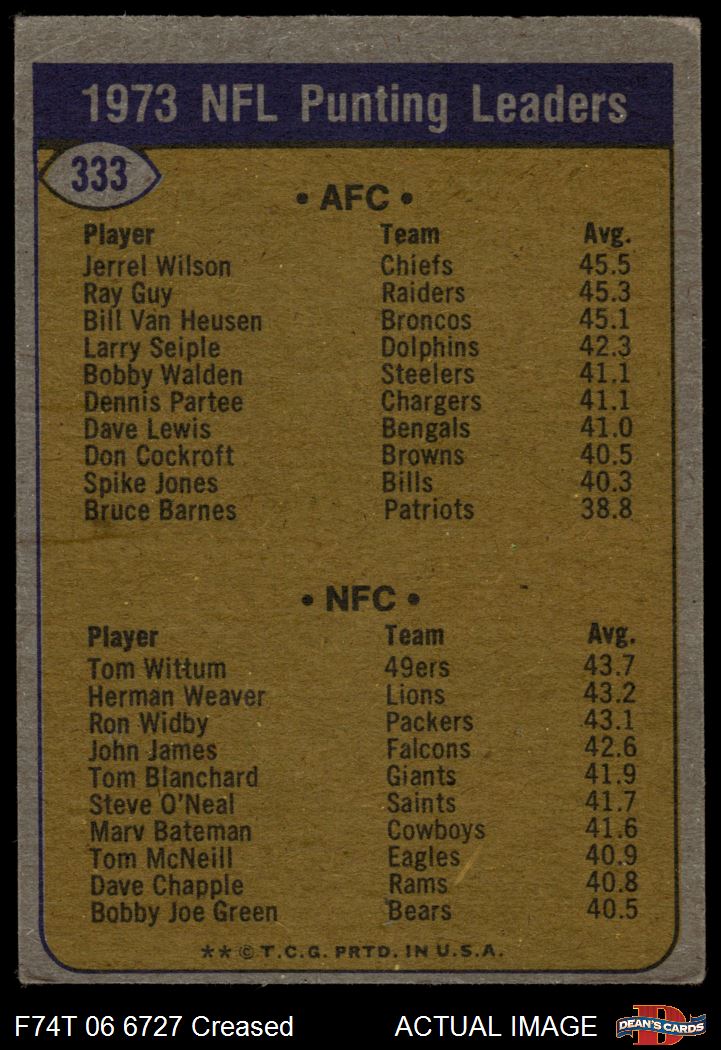 1973 NFL Punting Leaders
333
• AFC •
Player Team Avg.
Jerrel Wilson Chiefs 45.5
Ray Guy Raiders 45.3
Bill Van Heusen Broncos 45.1
Larry Seiple Dolphins 42.3
Bobby Walden Steelers 41.1
Dennis Partee Chargers 41.1
Dave Lewis Bengals 41.0
Don Cockroft Browns 40.5
Spike Jones Bills 40.3
Bruce Barnes Patriots 38.8
• NFC •
Player Team Avg.
Tom Wittum 49ers 43.7
Herman Weaver Lions 43.2
Ron Widby Packers 43.1
John James Falcons 42.6
Tom Blanchard Giants 41.9
Steve O'Neal Saints 41.7
Marv Bateman Cowboys 41.6
Tom McNeill Eagles 40.9
Dave Chapple Rams 40.8
Bobby Joe Green Bears 40.5
** © T.C.G. PRTD. IN U.S.A.
F74T 06 6727 Creased ACTUAL IMAGE D DEAN'S CARDS